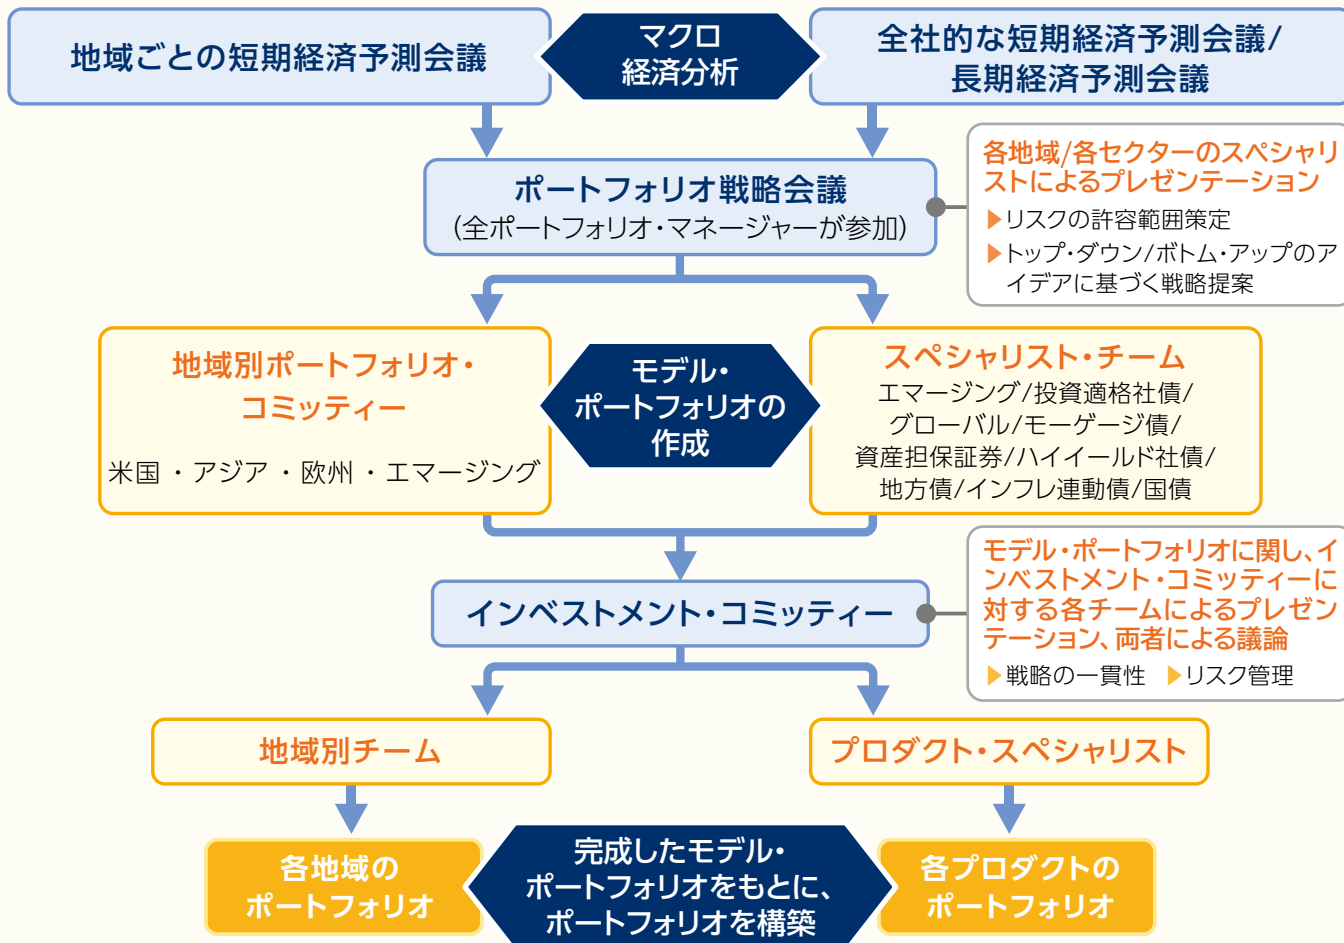 地域ごとの短期経済予測会議
マクロ
経済分析
全社的な短期経済予測会議/
長期経済予測会議
ポートフォリオ戦略会議
(全ポートフォリオ・マネージャーが参加)
各地域/各セクターのスペシャリ
ストによるプレゼンテーション
▶リスクの許容範囲策定
▶トップ・ダウン/ボトム・アップのア
イデアに基づく戦略提案
地域別ポートフォリオ・
コミッティー
米国 ・ アジア ・ 欧州 ・ エマージング
モデル・
ポートフォリオの
作成
スペシャリスト・チーム
エマージング/投資適格社債/
グローバル/モーゲージ債/
資産担保証券/ハイイールド社債/
地方債/インフレ連動債/国債
インベストメント・コミッティー
モデル・ポートフォリオに関し、イ
ンベストメント・コミッティーに
対する各チームによるプレゼン
テーション、両者による議論
▶戦略の一貫性 ▶リスク管理
地域別チーム
プロダクト・スペシャリスト
各地域の
ポートフォリオ
完成したモデル・
ポートフォリオをもとに、
ポートフォリオを構築
各プロダクトの
ポートフォリオ